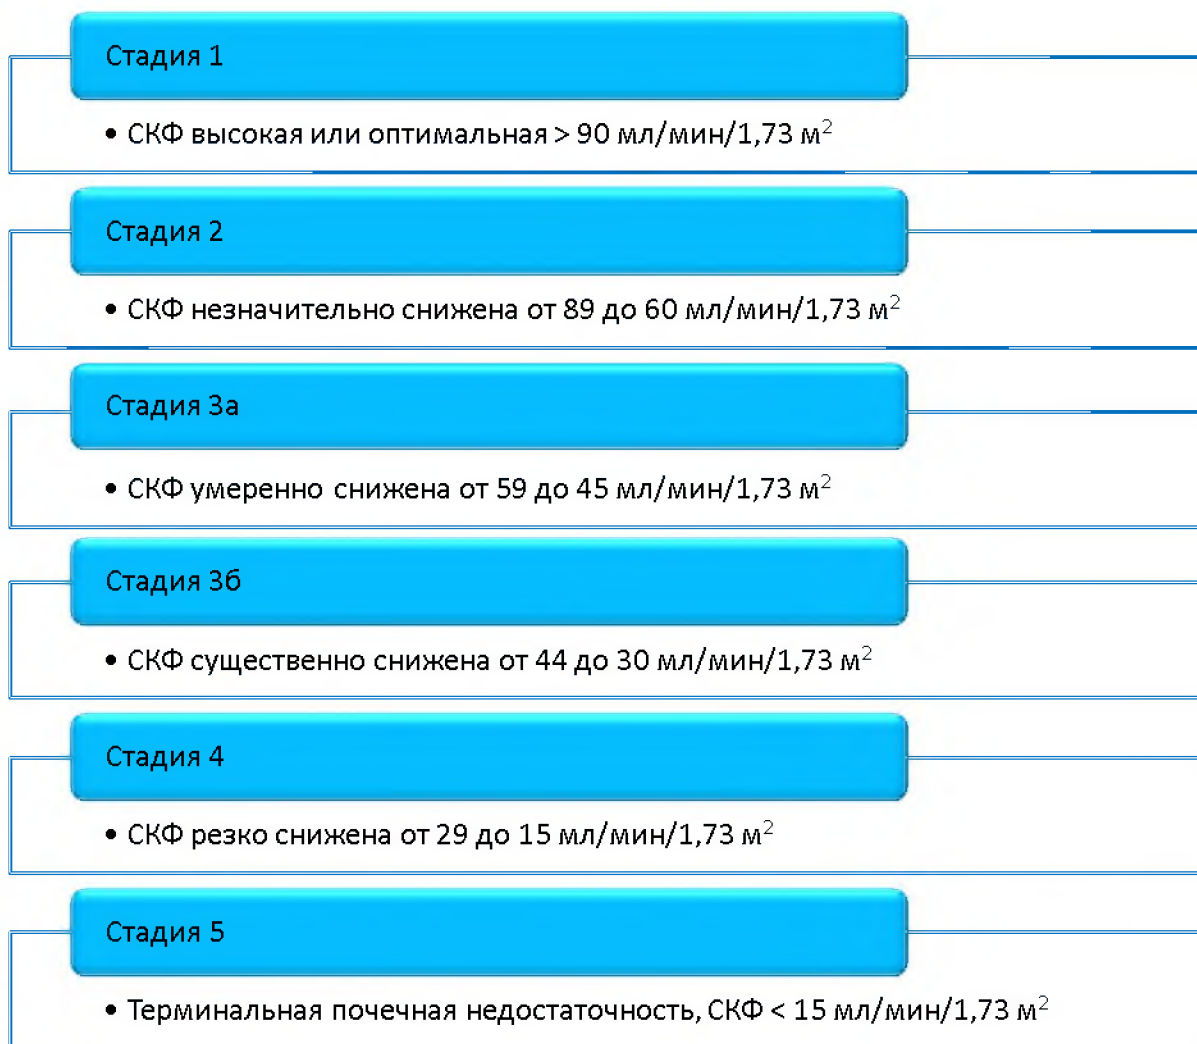 Стадия 1
• СКФ высокая или оптимальная > 90 мл/мин/1,73 м²
Стадия 2
• СКФ незначительно снижена от 89 до 60 мл/мин/1,73 м²
Стадия 3а
• СКФ умеренно снижена от 59 до 45 мл/мин/1,73 м²
Стадия 3б
• СКФ существенно снижена от 44 до 30 мл/мин/1,73 м²
Стадия 4
• СКФ резко снижена от 29 до 15 мл/мин/1,73 м²
Стадия 5
• Терминальная почечная недостаточность, СКФ < 15 мл/мин/1,73 м²